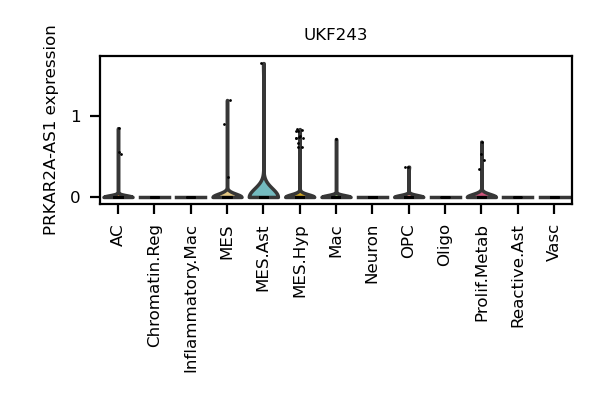 UKF243
PRKAR2A-AS1 expression
1
0
AC
Chromatin.Reg
Inflammatory.Mac
MES
MES.Ast
MES.Hyp
Mac
Neuron
OPC
Oligo
Prolif.Metab
Reactive.Ast
Vasc